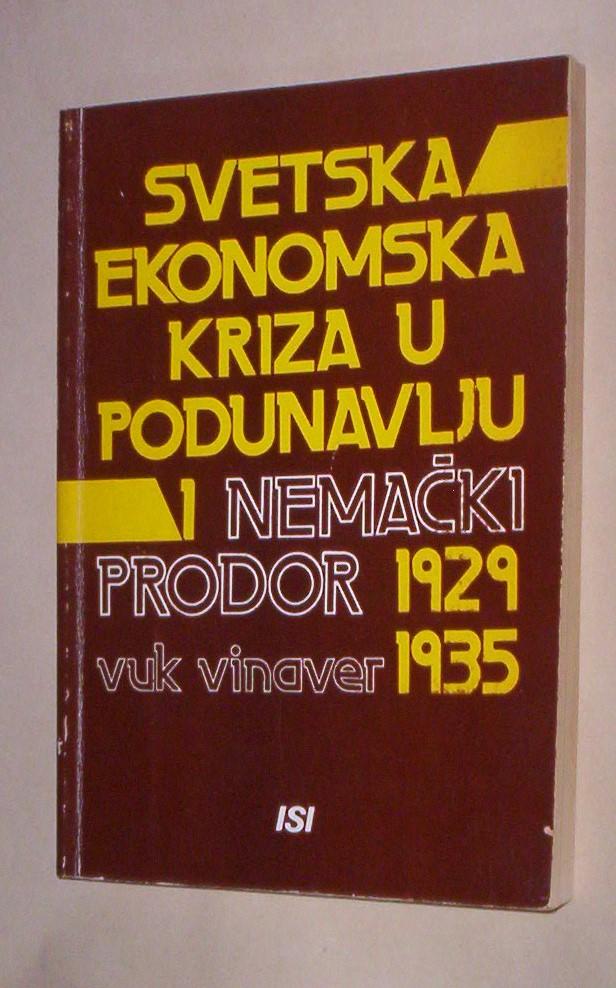 SVETSKA
EKONOMSKA
KRIZA U
PODUNAVLJU
I NEMAČKI
PRODOR 1929
vuk vinaver 1935
ISI